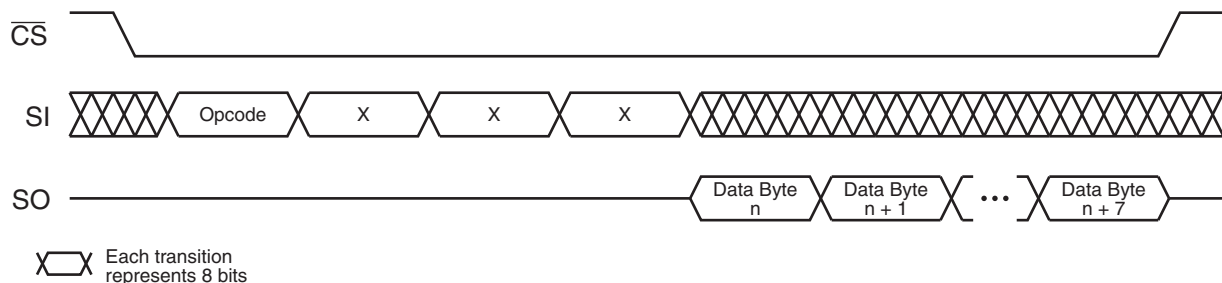 CS
SI
Opcode
X
X
X
SO
Data Byte
n
Data Byte
n + 1
•••
Data Byte
n + 7
Each transition
represents 8 bits